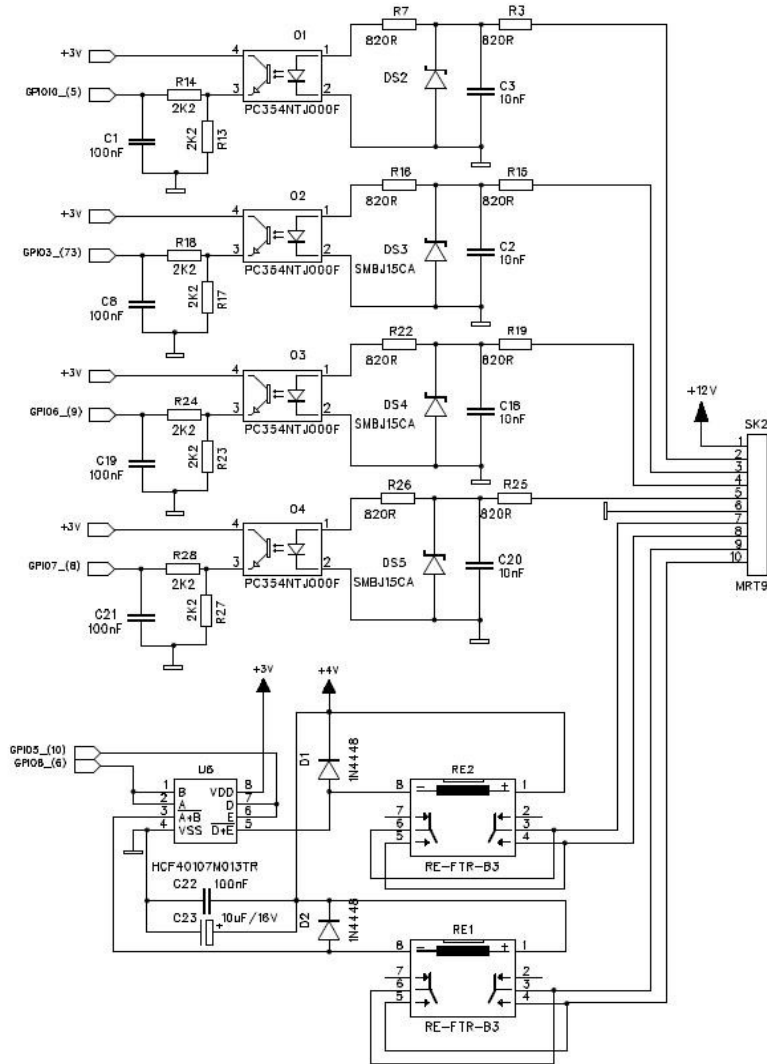 O1 R7 R3
+3V 4 1 820R 820R
GPIO10_(5) R14 3 2 DS2 C3
2K2 PC354NTJ000F 10nF
C1 2K2 R13
100nF
O2 R16 R15
+3V 4 1 820R 820R
GPIO3_(73) R18 3 2 DS3 C2
2K2 PC354NTJ000F SMBJ15CA 10nF
C8 2K2 R17
100nF
O3 R22 R19
+3V 4 1 820R 820R
GPIO6_(9) R24 3 2 DS4 C18
2K2 PC354NTJ000F SMBJ15CA 10nF
C19 2K2 R23
100nF
+12V
SK2
1
2
3
4
5
6
7
8
9
10
MRT9
O4 R26 R25
+3V 4 1 820R 820R
GPIO7_(8) R28 3 2 DS5 C20
2K2 PC354NTJ000F SMBJ15CA 10nF
C21 2K2 R27
100nF
+3V +4V
GPIO5_(10)
GPIO8_(6)
U6
1 B VDD 8
2 A D 7
3 A+B E 6
4 VSS D+E 5
HCF40107M013TR
C22 100nF
C23 + 10uF/16V
D1 1N4448
RE2
8 - + 1
7 2
6 3
5 4
RE-FTR-B3
D2 1N4448
RE1
8 - + 1
7 2
6 3
5 4
RE-FTR-B3